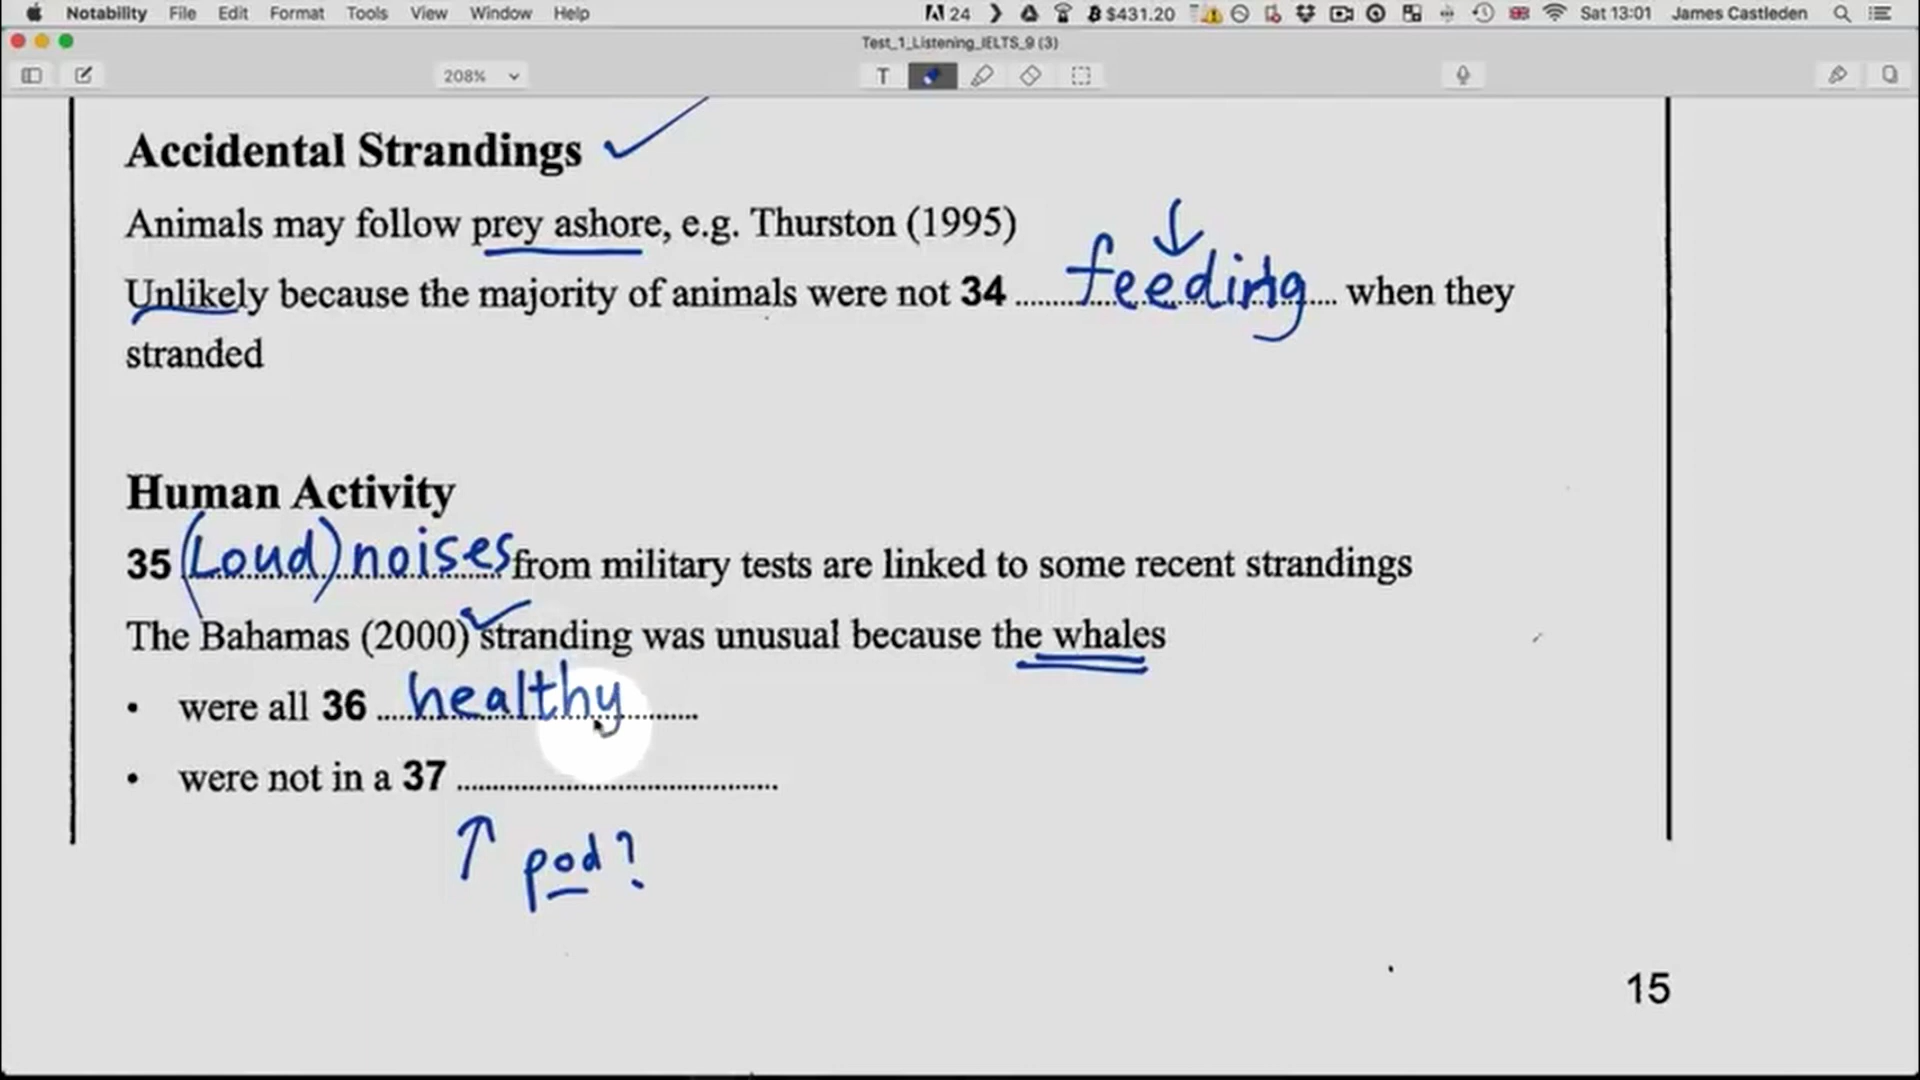 Notability File Edit Format Tools View Window Help 24 $431.20 Sat 13:01 James Castleden
Test_1_Listening_IELTS_9 (3)
208% T
Accidental Strandings
Animals may follow prey ashore, e.g. Thurston (1995)
Unlikely because the majority of animals were not 34 feeding when they
stranded
Human Activity
35 (Loud) noises from military tests are linked to some recent strandings
The Bahamas (2000) stranding was unusual because the whales
• were all 36 healthy
• were not in a 37 ........................................
pod?
15